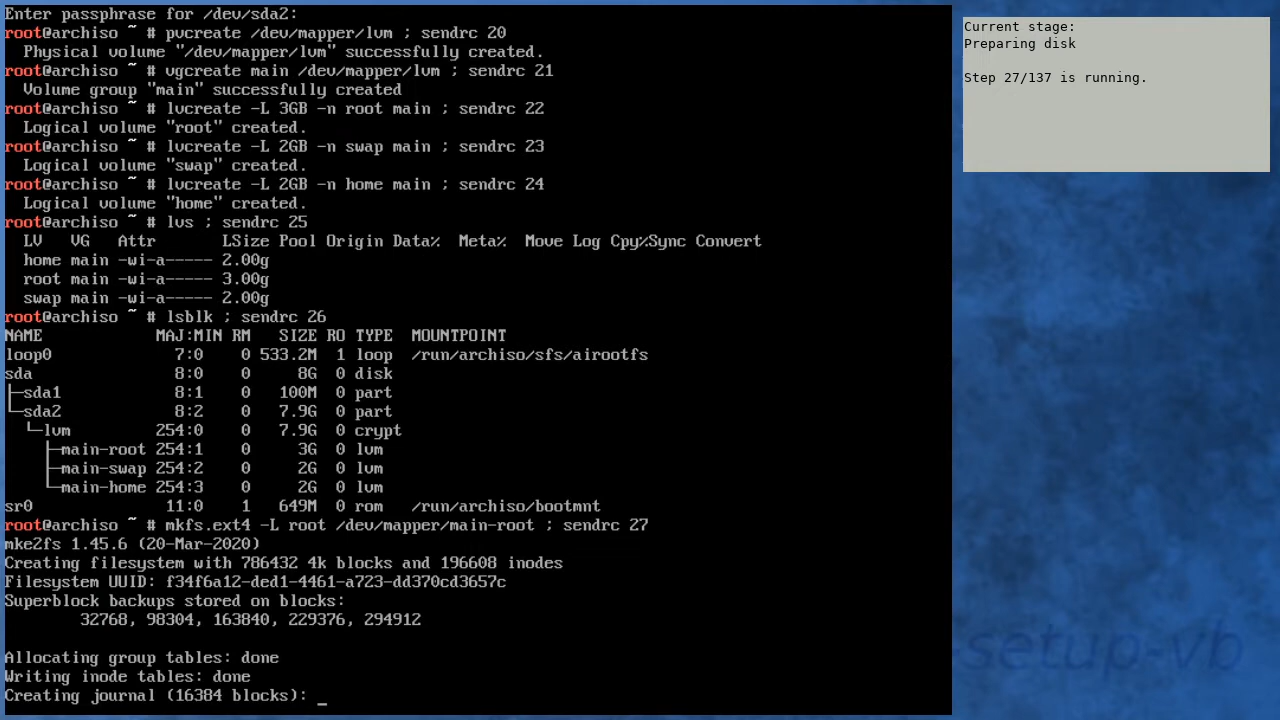 Enter passphrase for /dev/sda2:
root@archiso ~ # pvcreate /dev/mapper/lvm ; sendrc 20
  Physical volume "/dev/mapper/lvm" successfully created.
root@archiso ~ # vgcreate main /dev/mapper/lvm ; sendrc 21
  Volume group "main" successfully created
root@archiso ~ # lvcreate -L 3GB -n root main ; sendrc 22
  Logical volume "root" created.
root@archiso ~ # lvcreate -L 2GB -n swap main ; sendrc 23
  Logical volume "swap" created.
root@archiso ~ # lvcreate -L 2GB -n home main ; sendrc 24
  Logical volume "home" created.
root@archiso ~ # lvs ; sendrc 25
  LV   VG   Attr       LSize Pool Origin Data%  Meta%  Move Log Cpy%Sync Convert
  home main -wi-a----- 2.00g
  root main -wi-a----- 3.00g
  swap main -wi-a----- 2.00g
root@archiso ~ # lsblk ; sendrc 26
NAME            MAJ:MIN RM   SIZE RO TYPE  MOUNTPOINT
loop0             7:0    0 533.2M  1 loop  /run/archiso/sfs/airootfs
sda               8:0    0     8G  0 disk
├─sda1            8:1    0   100M  0 part
└─sda2            8:2    0   7.9G  0 part
  └─lvm         254:0    0   7.9G  0 crypt
    ├─main-root 254:1    0     3G  0 lvm
    ├─main-swap 254:2    0     2G  0 lvm
    └─main-home 254:3    0     2G  0 lvm
sr0              11:0    1   649M  0 rom   /run/archiso/bootmnt
root@archiso ~ # mkfs.ext4 -L root /dev/mapper/main-root ; sendrc 27
mke2fs 1.45.6 (20-Mar-2020)
Creating filesystem with 786432 4k blocks and 196608 inodes
Filesystem UUID: f34f6a12-ded1-4461-a723-dd370cd3657c
Superblock backups stored on blocks:
        32768, 98304, 163840, 229376, 294912
Allocating group tables: done
Writing inode tables: done
Creating journal (16384 blocks): _
Current stage:
Preparing disk
Step 27/137 is running.
-setup-vb